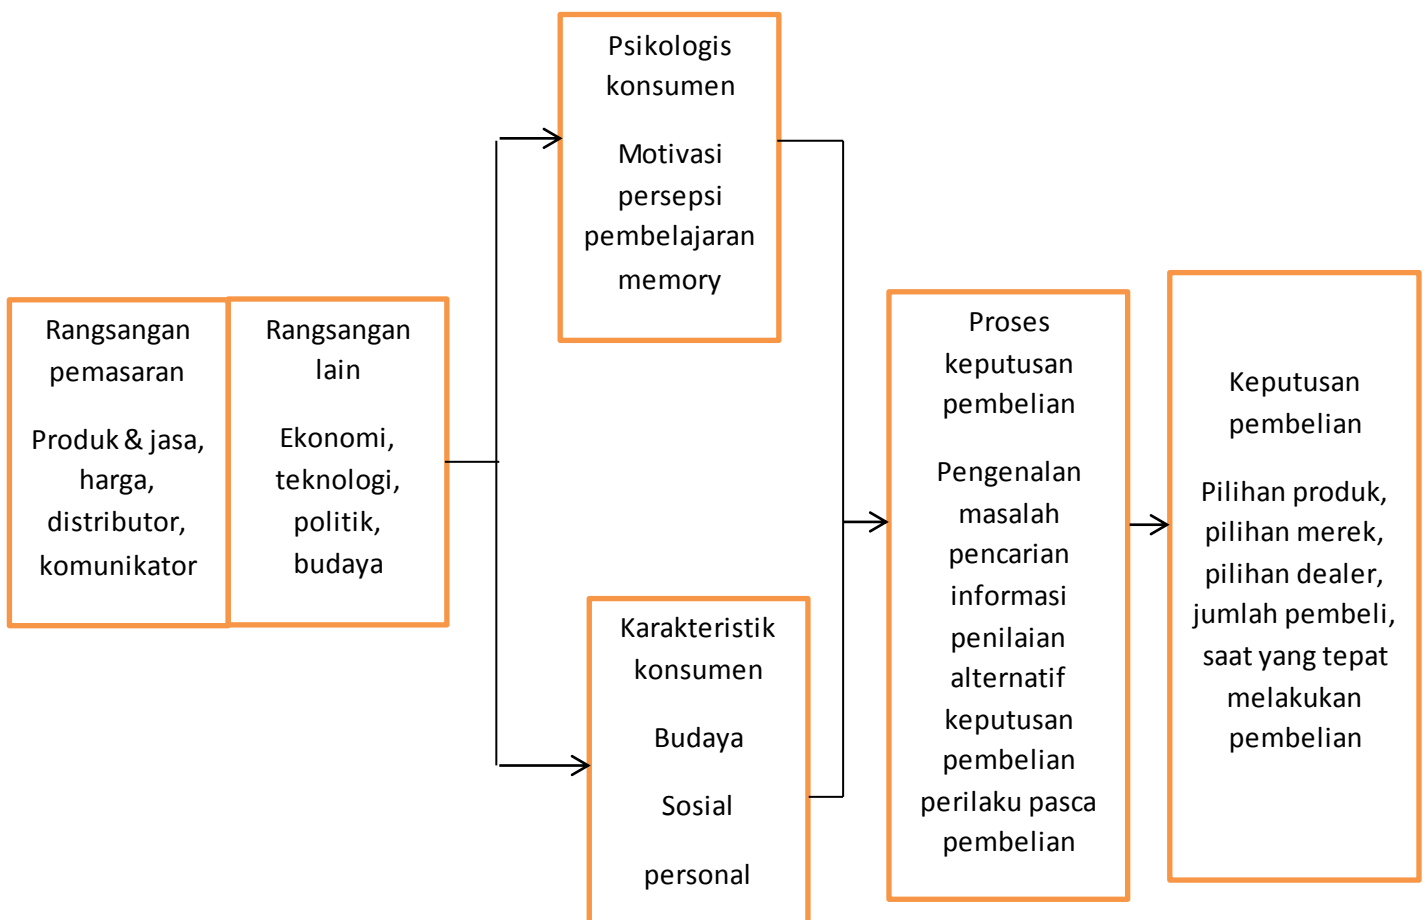 Psikologis
konsumen
Motivasi
persepsi
pembelajaran
memory
Rangsangan
pemasaran
Produk & jasa,
harga,
distributor,
komunikator
Rangsangan
lain
Ekonomi,
teknologi,
politik,
budaya
Karakteristik
konsumen
Budaya
Sosial
personal
Proses
keputusan
pembelian
Pengenalan
masalah
pencarian
informasi
penilaian
alternatif
keputusan
pembelian
perilaku pasca
pembelian
Keputusan
pembelian
Pilihan produk,
pilihan merek,
pilihan dealer,
jumlah pembeli,
saat yang tepat
melakukan
pembelian